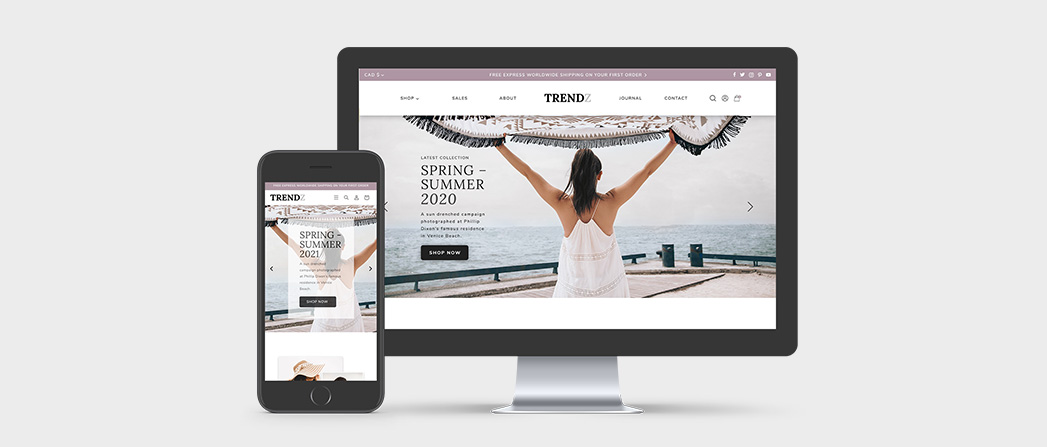 CAD $
FREE EXPRESS WORLDWIDE SHIPPING ON YOUR FIRST ORDER
SHOP
SALES
ABOUT
TRENDZ
JOURNAL
CONTACT
LATEST COLLECTION
SPRING –
SUMMER
2020
A sun drenched campaign
photographed at Phillip
Dixon's famous residence
in Venice Beach.
SHOP NOW
FREE EXPRESS WORLDWIDE SHIPPING ON YOUR FIRST ORDER
TRENDZ
SPRING –
SUMMER
2021
A sun drenched
campaign photographed
at Phillip Dixon's famous
residence in Venice
Beach.
SHOP NOW